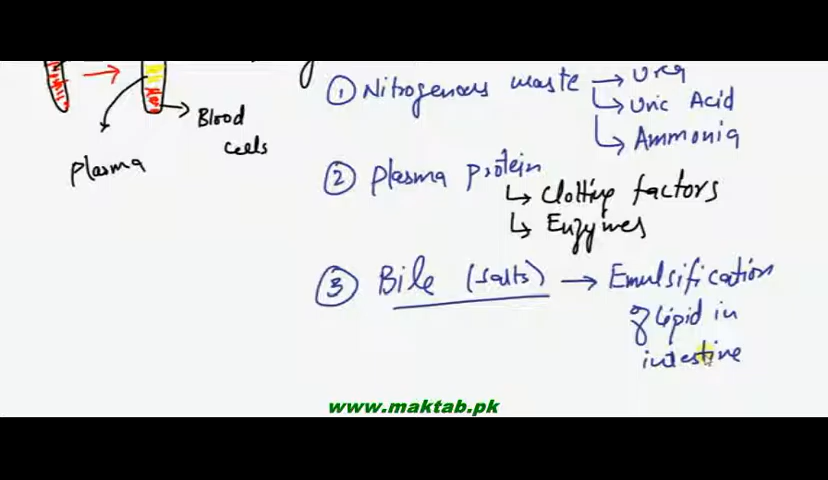 Blood
cells
Plasma
① Nitrogenous waste → Urea
↳ Uric Acid
↳ Ammonia
② Plasma protein
↳ Clotting factors
↳ Enzymes
③ Bile (salts) → Emulsification
of lipid in
intestine
www.maktab.pk